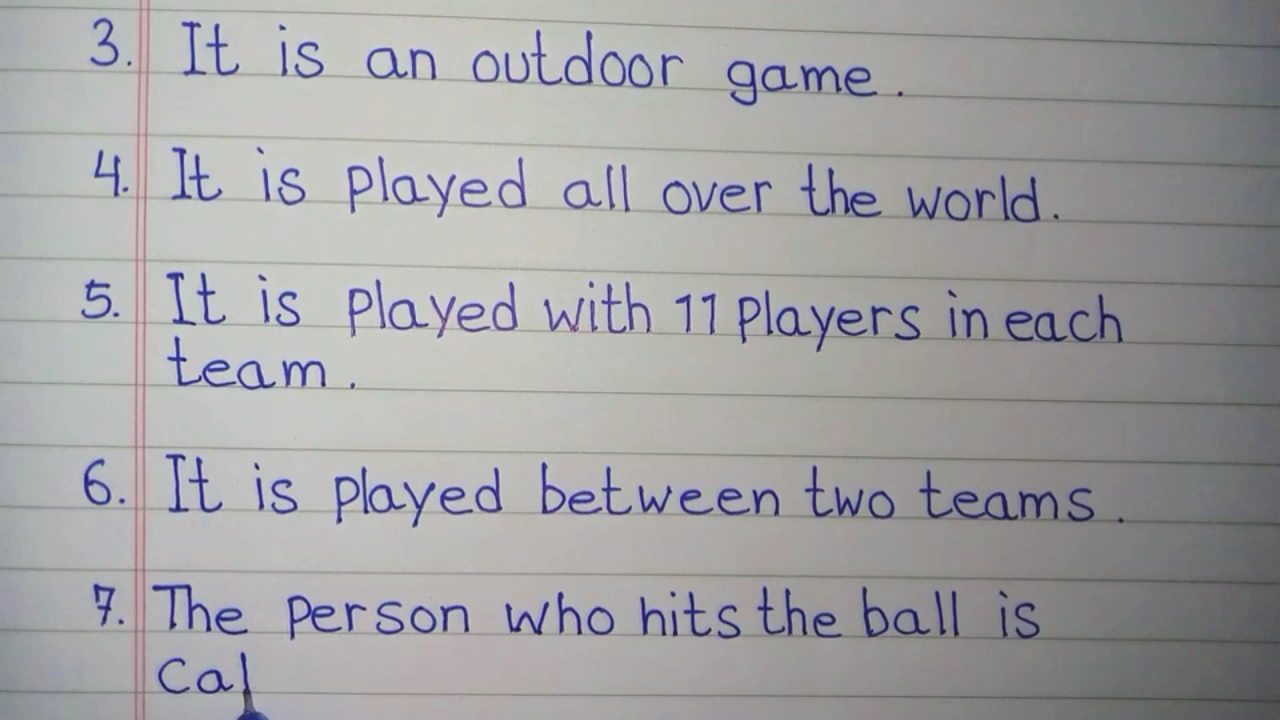 3. It is an outdoor game.
4. It is played all over the world.
5. It is played with 11 players in each
team.
6. It is played between two teams.
7. The person who hits the ball is
Cal